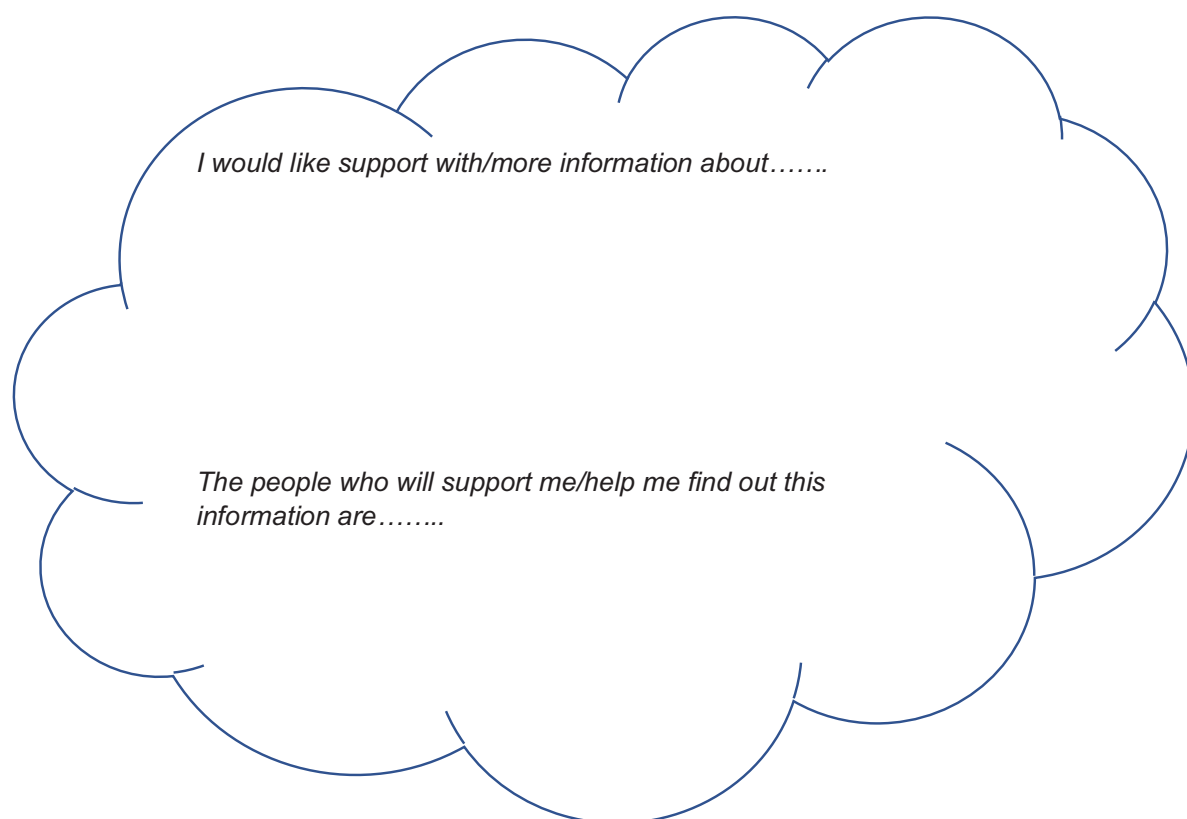 I would like support with/more information about…….
The people who will support me/help me find out this
information are……..